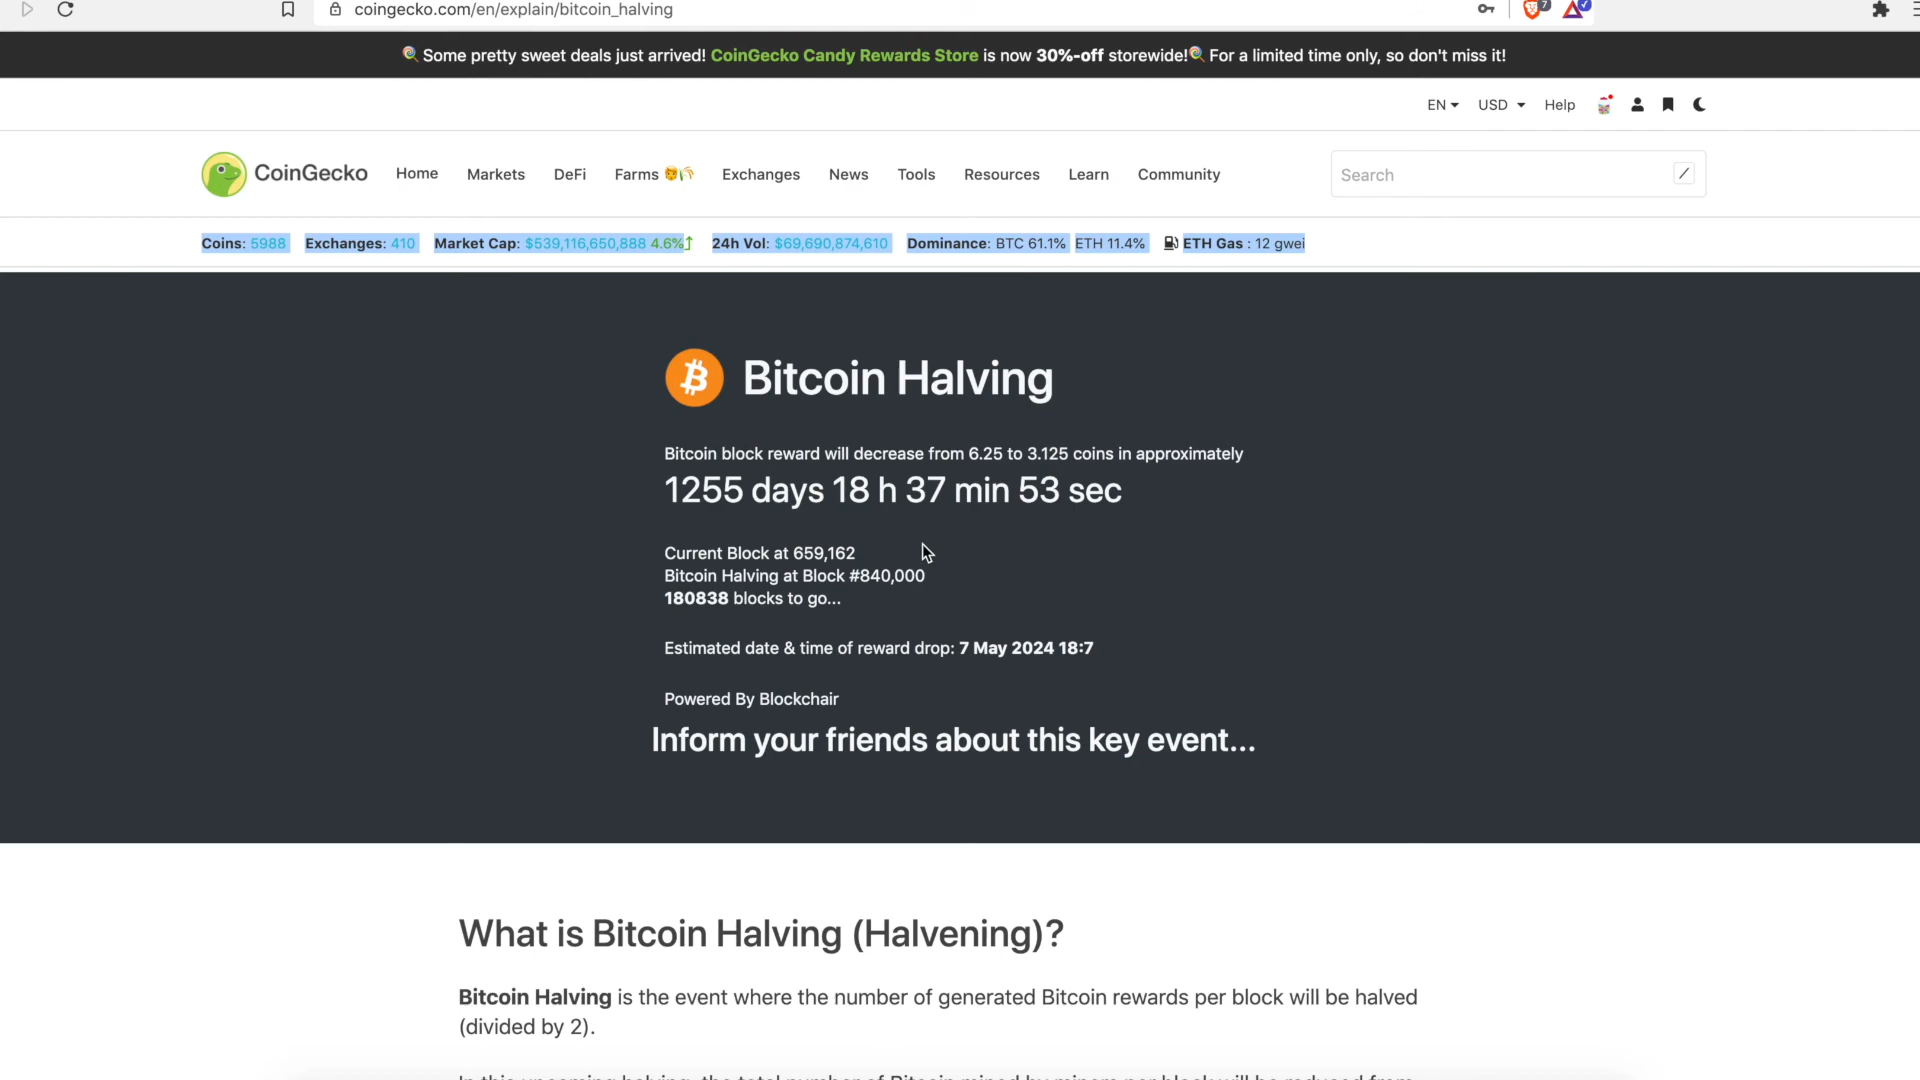 coingecko.com/en/explain/bitcoin_halving
7
🍭 Some pretty sweet deals just arrived! CoinGecko Candy Rewards Store is now 30%-off storewide!🍭 For a limited time only, so don't miss it!
EN USD Help
CoinGecko Home Markets DeFi Farms Exchanges News Tools Resources Learn Community Search /
Coins: 5988 Exchanges: 410 Market Cap: $539,116,650,888 4.6% 24h Vol: $69,690,874,610 Dominance: BTC 61.1% ETH 11.4% ETH Gas : 12 gwei
Bitcoin Halving
Bitcoin block reward will decrease from 6.25 to 3.125 coins in approximately
1255 days 18 h 37 min 53 sec
Current Block at 659,162
Bitcoin Halving at Block #840,000
180838 blocks to go...
Estimated date & time of reward drop: 7 May 2024 18:7
Powered By Blockchair
Inform your friends about this key event...
What is Bitcoin Halving (Halvening)?
Bitcoin Halving is the event where the number of generated Bitcoin rewards per block will be halved
(divided by 2).